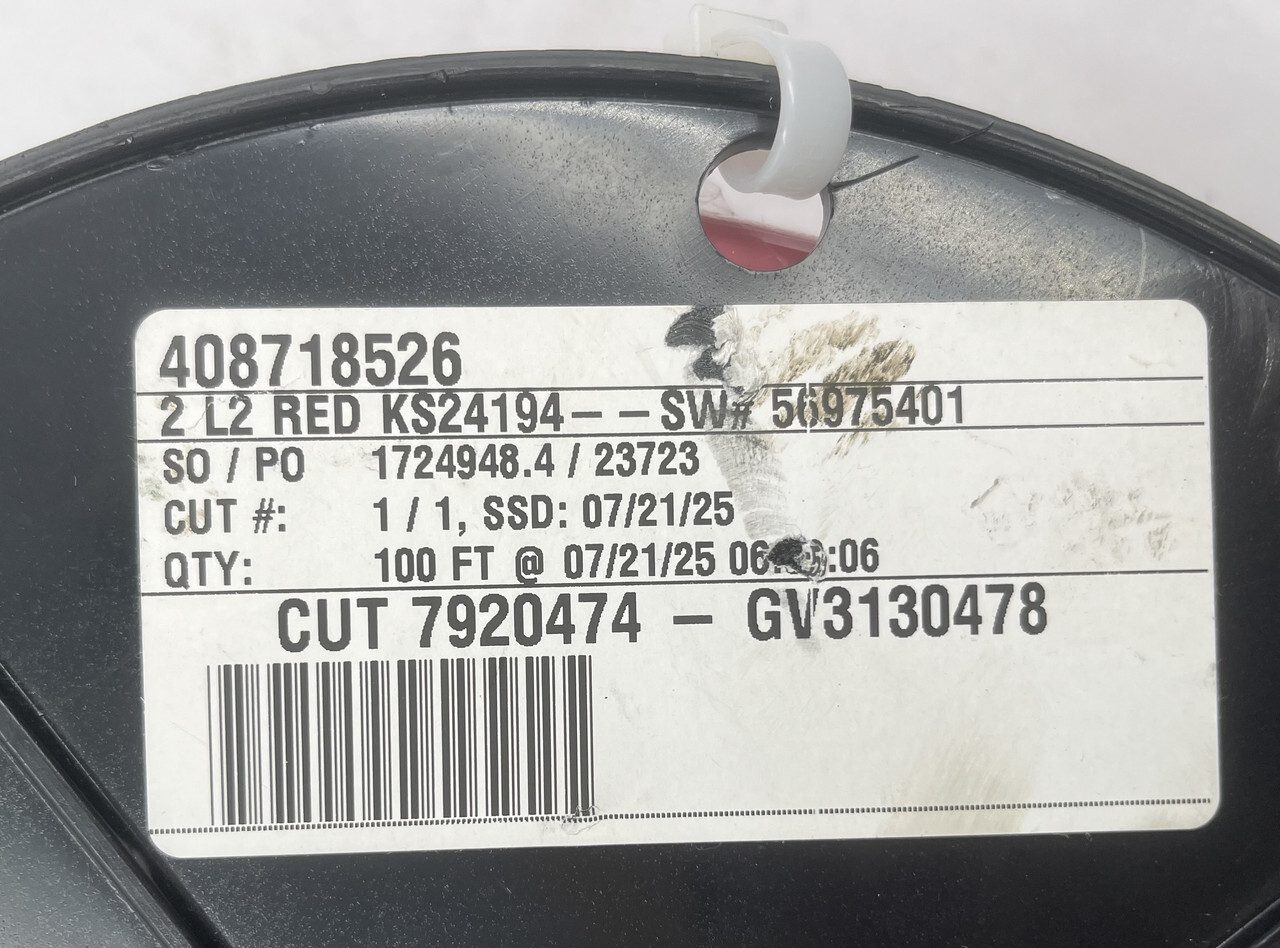 408718526
2 L2 RED KS24194-- SW# 56975401
SO / PO 1724948.4 / 23723
CUT #: 1 / 1, SSD: 07/21/25
QTY: 100 FT @ 07/21/25
CUT 7920474 - GV3130478